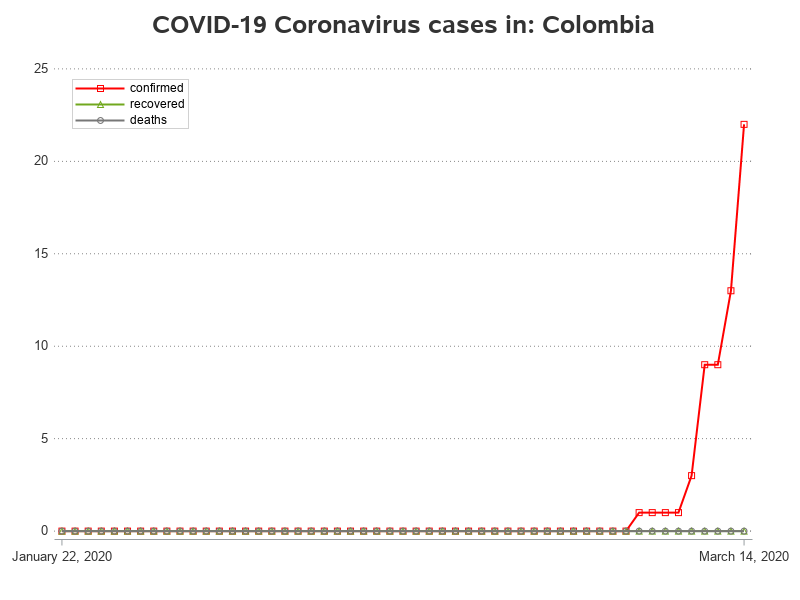 COVID-19 Coronavirus cases in: Colombia
25
confirmed
recovered
deaths
20
15
10
5
0
January 22, 2020
March 14, 2020